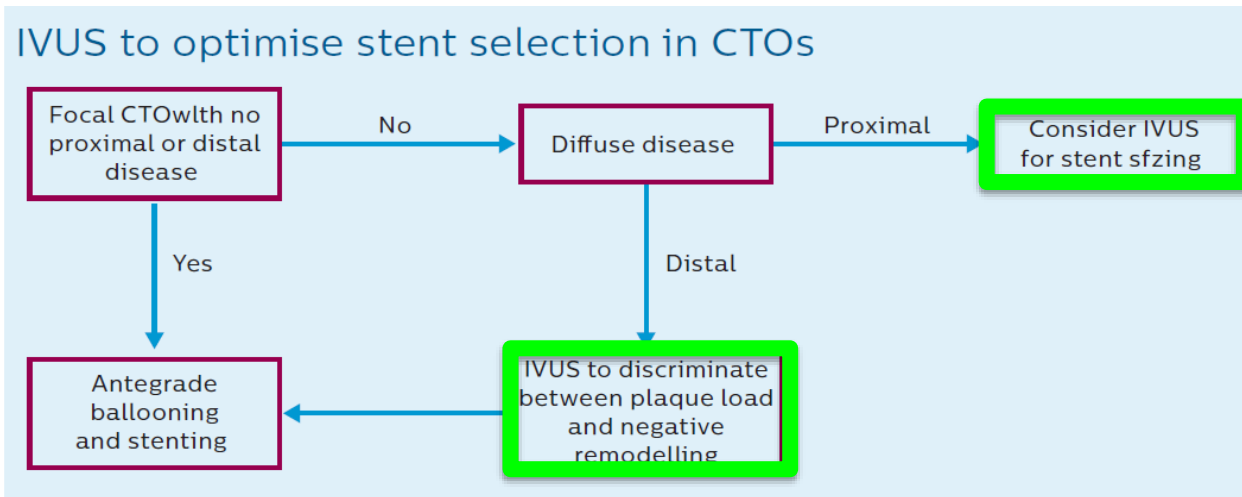 IVUS to optimise stent selection in CTOs
Focal CTOwlth no
proximal or distal
disease
No
Diffuse disease
Proximal
Consider IVUS
for stent sfzing
Yes
Distal
Antegrade
ballooning
and stenting
IVUS to discriminate
between plaque load
and negative
remodelling